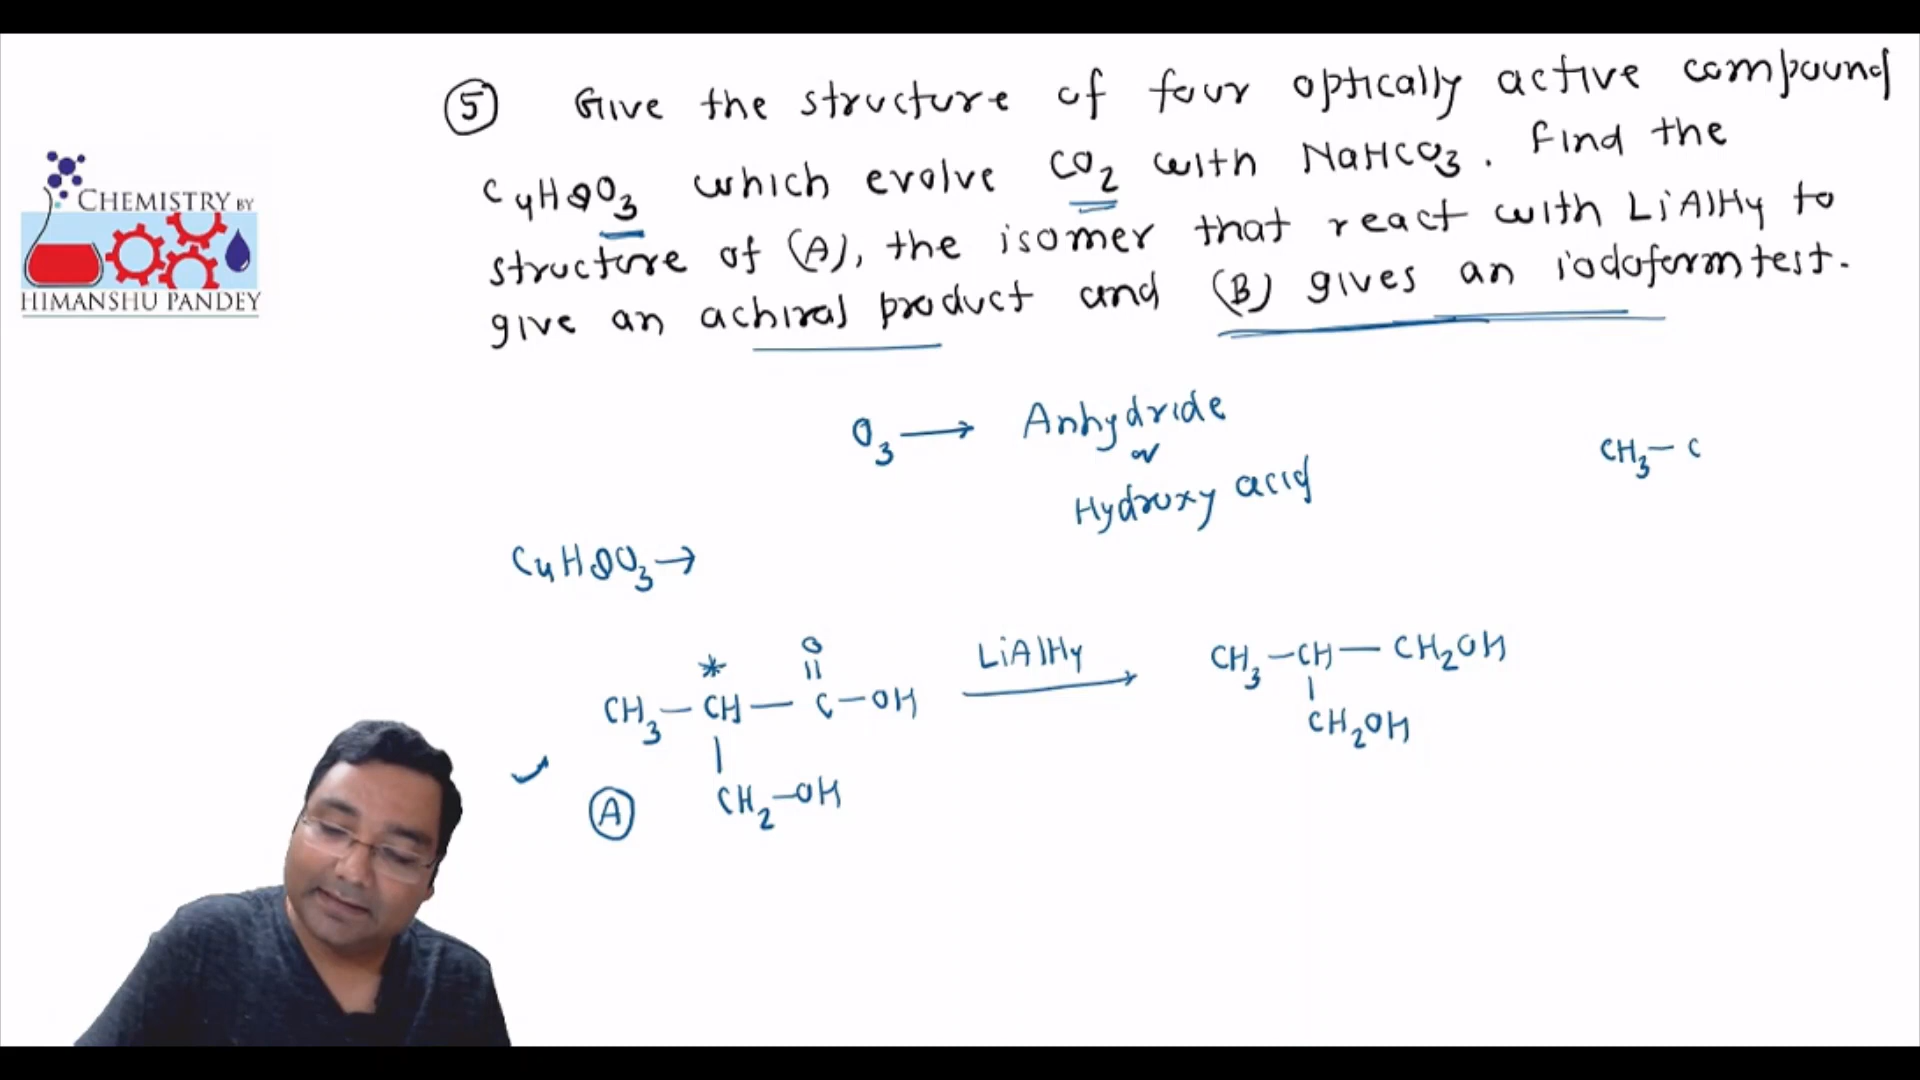 CHEMISTRY BY
HIMANSHU PANDEY
5 Give the structure of four optically active compound
C4H8O3 which evolve CO2 with NaHCO3. Find the
structure of (A), the isomer that react with LiAlH4 to
give an achiral product and (B) gives an iodoform test.
O3 → Anhydride
or
Hydroxy acid
CH3-C
C4H8O3 →
* O
CH3-CH-C-OH LiAlH4 → CH3-CH-CH2OH
CH2OH
A CH2-OH